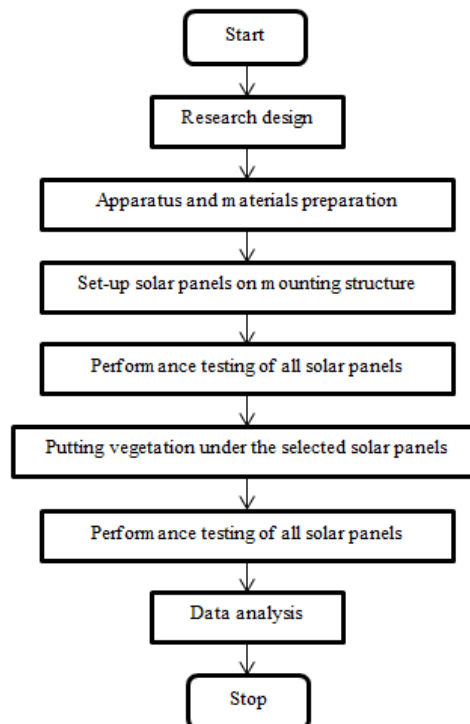 Start
Research design
Apparatus and materials preparation
Set-up solar panels on mounting structure
Performance testing of all solar panels
Putting vegetation under the selected solar panels
Performance testing of all solar panels
Data analysis
Stop